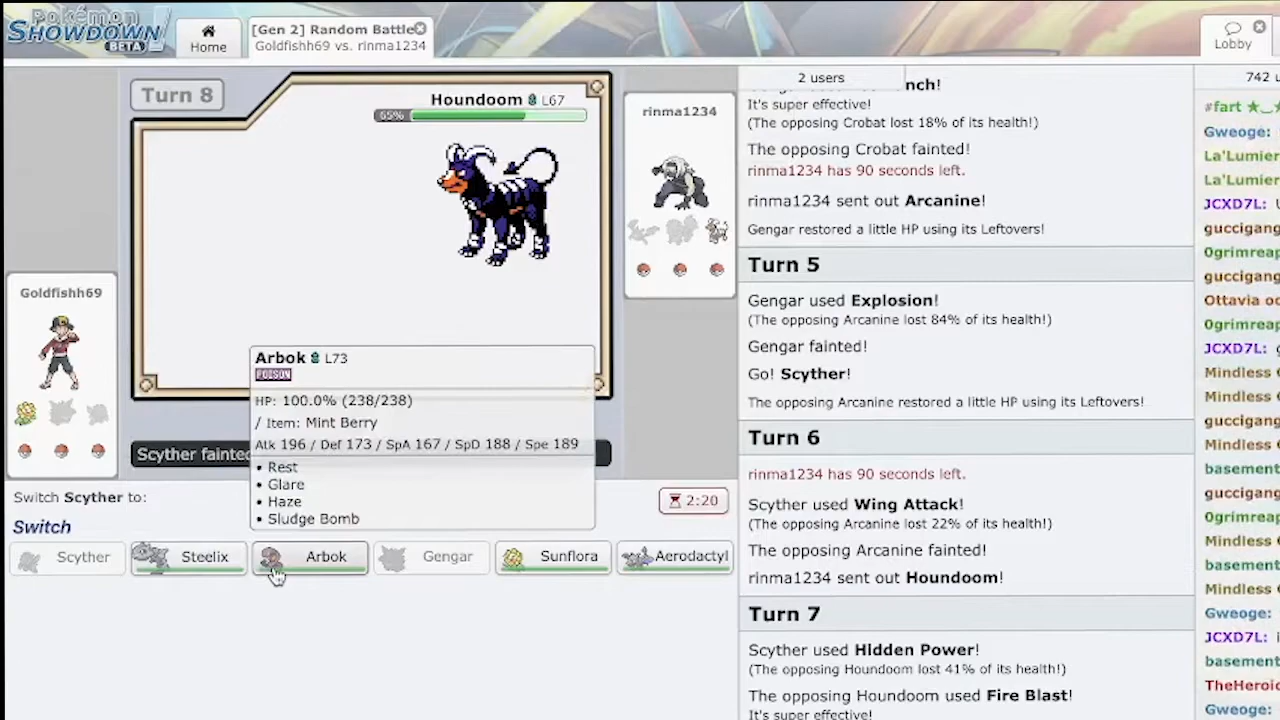 Pokémon
SHOWDOWN!
BETA
Home
[Gen 2] Random Battle
Goldfishh69 vs. rinma1234
Lobby
Turn 8
Houndoom L67
65%
rinma1234
Goldfishh69
Arbok L73
POISON
HP: 100.0% (238/238)
/ Item: Mint Berry
Atk 196 / Def 173 / SpA 167 / SpD 188 / Spe 189
• Rest
• Glare
• Haze
• Sludge Bomb
Scyther fainted
Switch Scyther to:
2:20
Switch
Scyther
Steelix
Arbok
Gengar
Sunflora
Aerodactyl
2 users
nch!
It's super effective!
(The opposing Crobat lost 18% of its health!)
The opposing Crobat fainted!
rinma1234 has 90 seconds left.
rinma1234 sent out Arcanine!
Gengar restored a little HP using its Leftovers!
Turn 5
Gengar used Explosion!
(The opposing Arcanine lost 84% of its health!)
Gengar fainted!
Go! Scyther!
The opposing Arcanine restored a little HP using its Leftovers!
Turn 6
rinma1234 has 90 seconds left.
Scyther used Wing Attack!
(The opposing Arcanine lost 22% of its health!)
The opposing Arcanine fainted!
rinma1234 sent out Houndoom!
Turn 7
Scyther used Hidden Power!
(The opposing Houndoom lost 41% of its health!)
The opposing Houndoom used Fire Blast!
It's super effective!
742 u
#fart ★
Gweoge:
La'Lumier
La'Lumier
JCXD7L:
guccigang
0grimreap
guccigang
Ottavia oc
0grimreap
JCXD7L: g
Mindless
Mindless
guccigang
Mindless
basement
guccigang
0grimreap
Mindless
basement
Mindless
Gweoge:
JCXD7L: i
basement
TheHeroic
Gweoge: